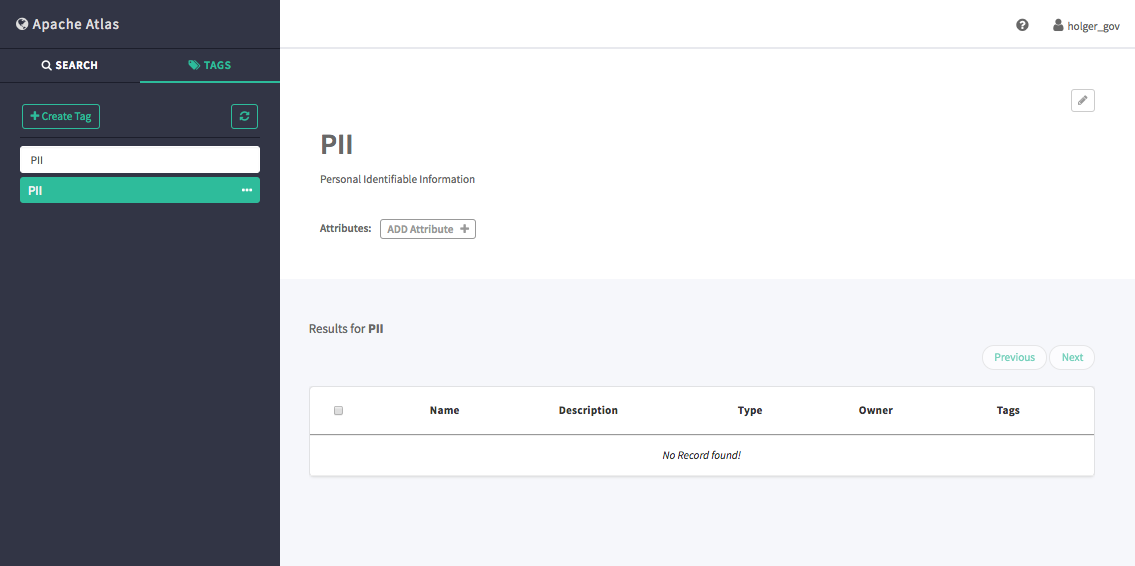 Apache Atlas
holger_gov
SEARCH
TAGS
Create Tag
PII
PII
PII
Personal Identifiable Information
Attributes:
ADD Attribute
Results for PII
Previous
Next
Name
Description
Type
Owner
Tags
No Record found!